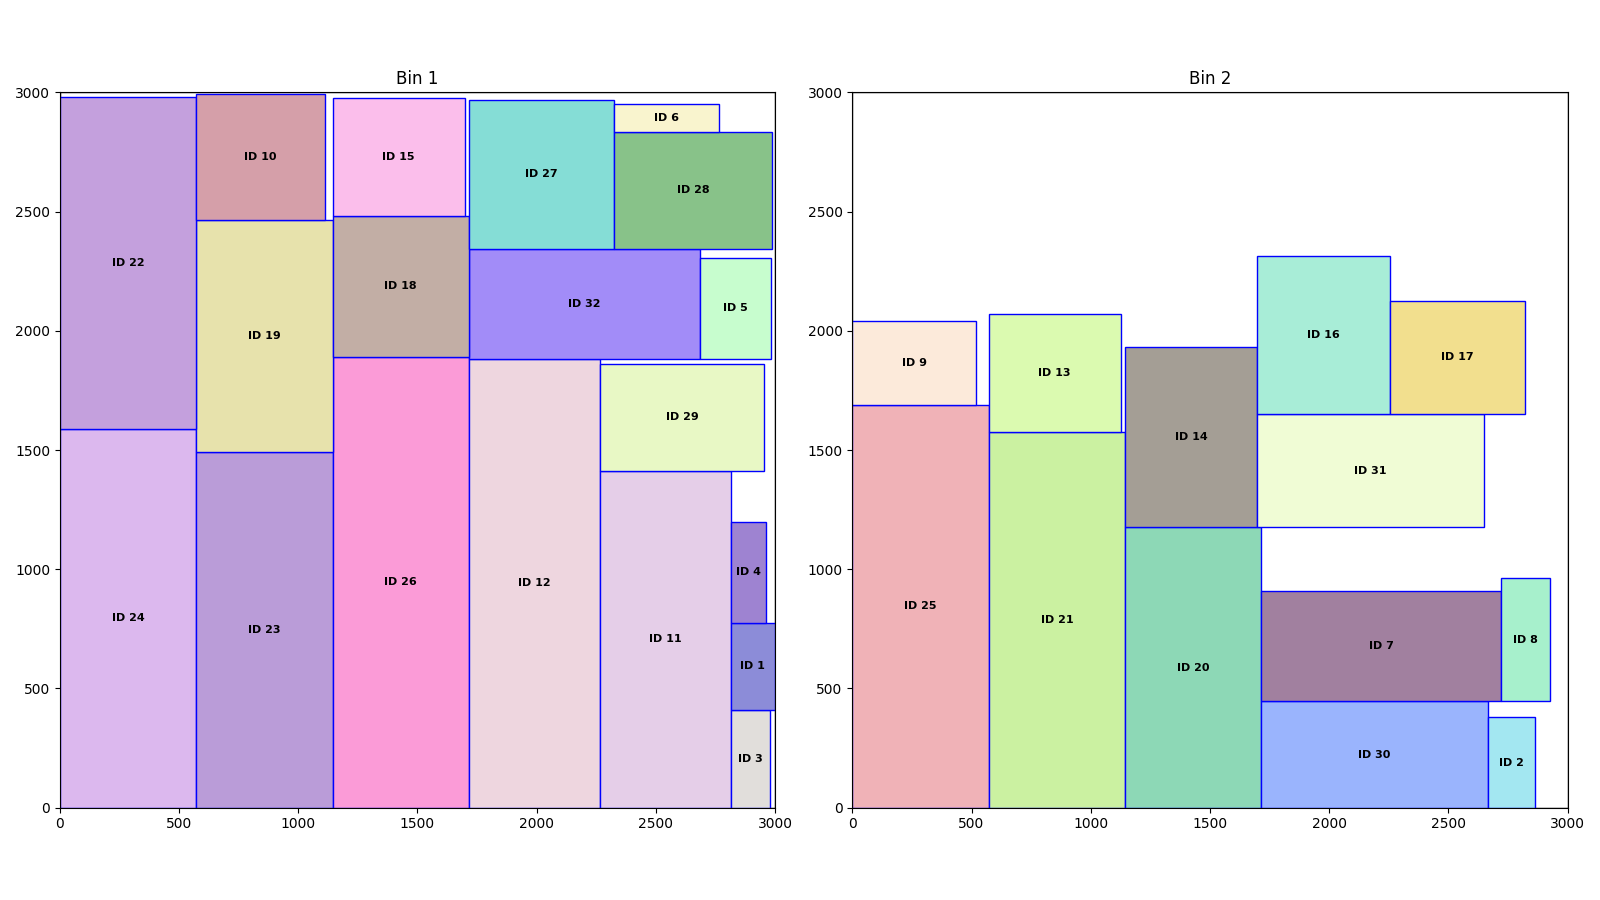 Bin 1
3000
2500
2000
1500
1000
500
0
ID 22
ID 10
ID 15
ID 27
ID 6
ID 28
ID 19
ID 18
ID 32
ID 5
ID 29
ID 24
ID 23
ID 26
ID 12
ID 11
ID 4
ID 1
ID 3
0 500 1000 1500 2000 2500 3000
Bin 2
3000
2500
2000
1500
1000
500
0
ID 9
ID 13
ID 14
ID 16
ID 17
ID 31
ID 25
ID 21
ID 20
ID 7
ID 8
ID 30
ID 2
0 500 1000 1500 2000 2500 3000